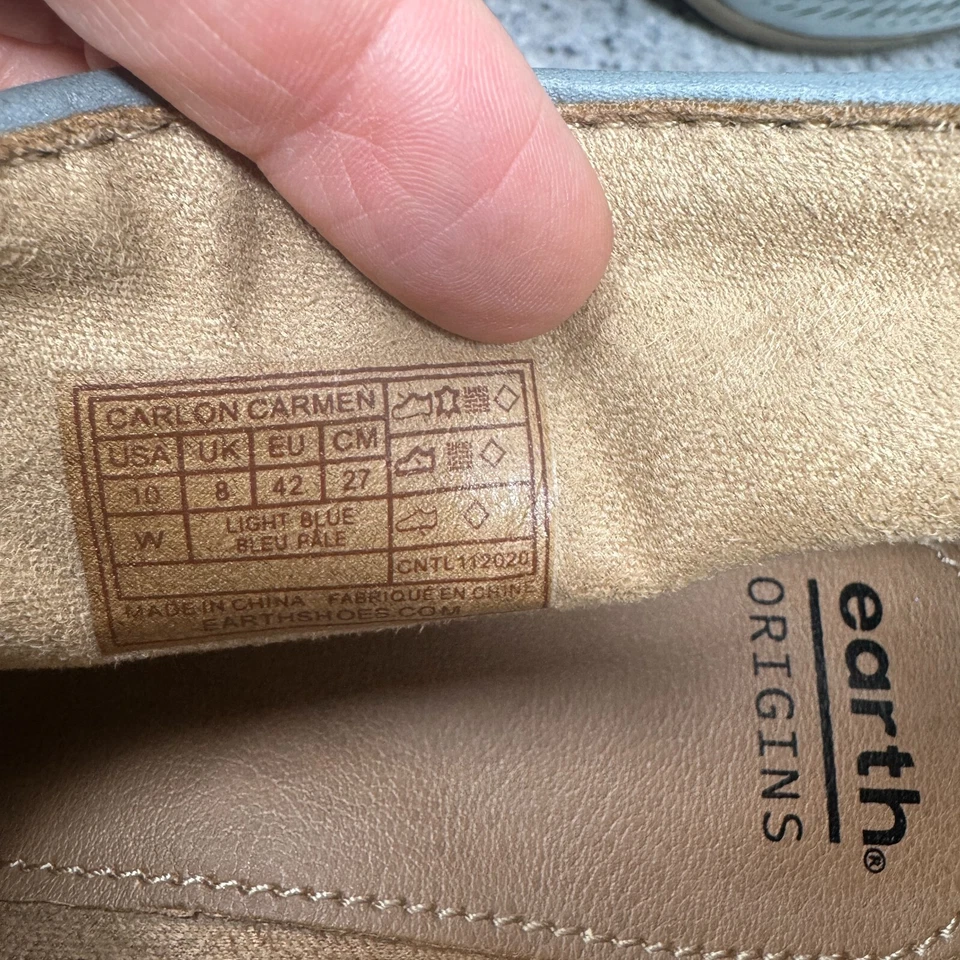 CARLON CARMEN
USA UK EU CM
10 8 42 27
W LIGHT BLUE
BLEU PÂLE
CNTL112020
MADE IN CHINA FABRIQUÉ EN CHINE
EARTHSHOES.COM
earth®
ORIGINS